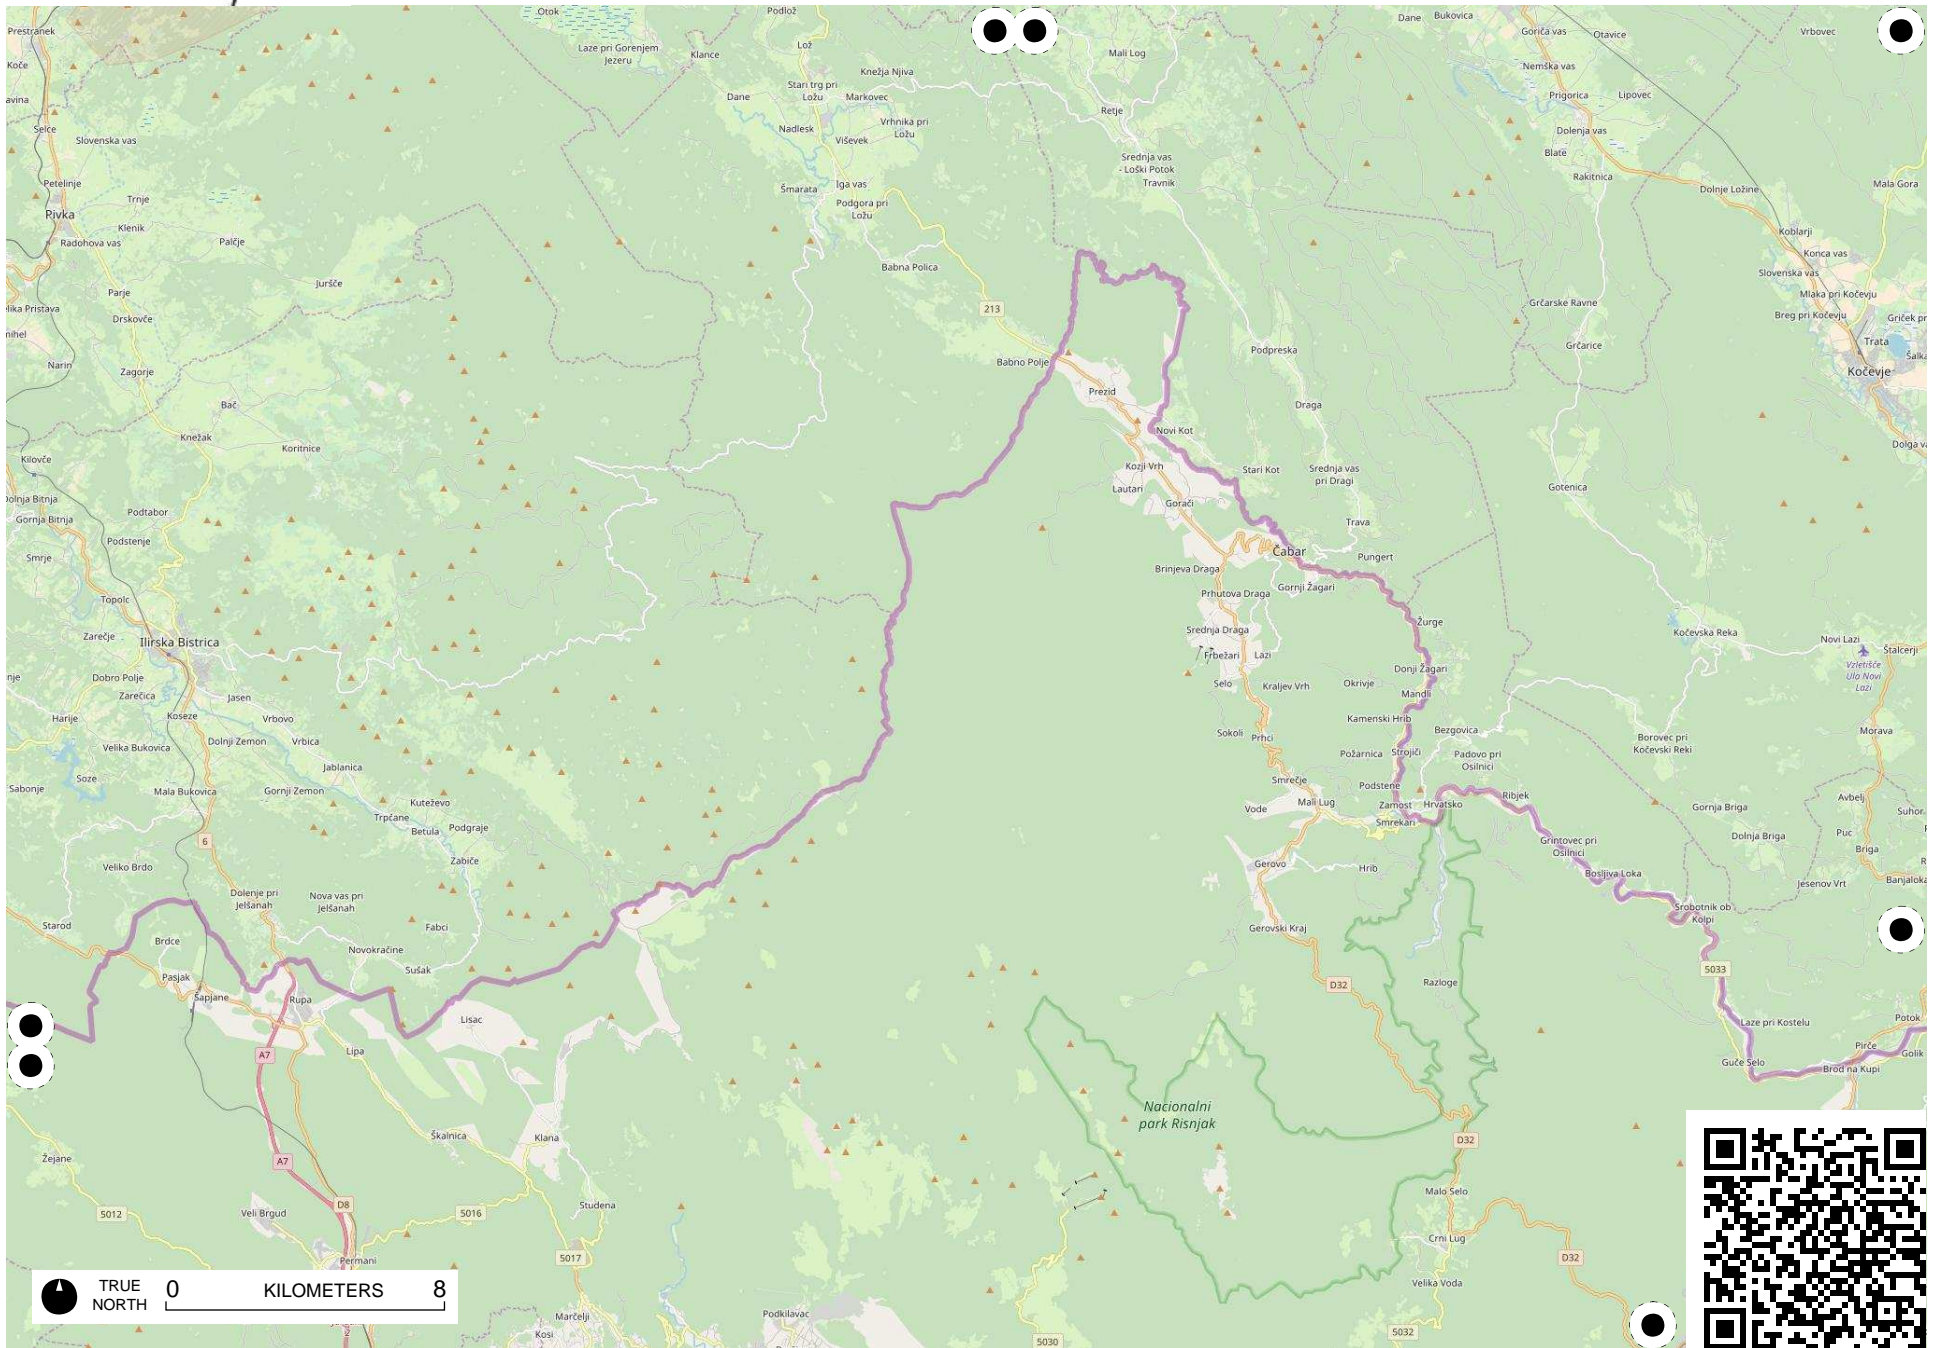 Prestranek
Otok
Podlož
Dane
Bukovica
Goriča vas
Otavice
Vrbovec
Laze pri Gorenjem
Jezeru
Klance
Lož
Mali Log
Koče
Nemška vas
Knežja Njiva
Stari trg pri
Ložu
Dane
Markovec
Prigorica
Lipovec
Retje
Selce
Slovenska vas
Nadlesk
Viševek
Vrhnika pri
Ložu
Dolenja vas
Blate
Srednja vas
- Loški Potok
Travnik
Rakitnica
Petelinje
Trnje
Šmarata
Iga vas
Podgora pri
Ložu
Dolnje Ložine
Mala Gora
Pivka
Klenik
Radohova vas
Palčje
Koblarji
Konca vas
Babna Polica
Slovenska vas
Juršče
Parje
Mlaka pri Kočevju
Grčarske Ravne
213
Drskovče
Breg pri Kočevju
Trata
Grčarice
Podpreska
Babno Polje
Narin
Zagorje
Kočevje
Prezid
Bač
Draga
Knežak
Koritnice
Novi Kot
Kilovče
Kozji Vrh
Stari Kot
Srednja vas
pri Dragi
Lautari
Gotenica
Dolnja Bitnja
Gorači
Podtabor
Gornja Bitnja
Trava
Podstenje
Čabar
Pungert
Smrje
Brinjeva Draga
Gornji Žagari
Prhutova Draga
Topolc
Žurge
Srednja Draga
Zarečje
Ilirska Bistrica
Kočevska Reka
Novi Lazi
Štalcerji
Frbežari
Lazi
Donji Žagari
Vzletišče
Ula Novi
Lazi
Dobro Polje
Selo
Kraljev Vrh
Okrivje
Mandli
Zarečica
Jasen
Koseze
Vrbovo
Harije
Kamenski Hrib
Bezgovica
Sokoli
Prhci
Borovec pri
Kočevski Reki
Morava
Velika Bukovica
Dolnji Zemon
Vrbica
Požarnica
Strojiči
Padovo pri
Osilnici
Jablanica
Soze
Sabonje
Mala Bukovica
Gornji Zemon
Smrečje
Podstene
Ribjek
Kuteževo
Vode
Mali Lug
Zamost
Hrvatsko
Gornja Briga
Avbelj
Trpčane
Betula
Podgraje
Smrekari
Dolnja Briga
Puc
6
Grintovec pri
Osilnici
Briga
Veliko Brdo
Zabiče
Gerovo
Hrib
Bosljiva Loka
Jesenov Vrt
Banjaloka
Dolenje pri
Jelšanah
Nova vas pri
Jelšanah
Srobotnik ob
Kolpi
Starod
Fabci
Gerovski Kraj
Brdce
Novokračine
Sušak
5033
Pasjak
D32
Razloge
Šapjane
Rupa
Lisac
Laze pri Kostelu
Potok
Lipa
A7
Guče Selo
Pirče
Golik
Brod na Kupi
Nacionalni
park Risnjak
Škalnica
Klana
D32
Žejane
A7
Malo Selo
D8
Studena
5012
Veli Brgud
5016
Crni Lug
5017
D32
Permani
Velika Voda
TRUE
NORTH
0
KILOMETERS
8
Marčelji
Podkilavac
Kosi
5030
5032